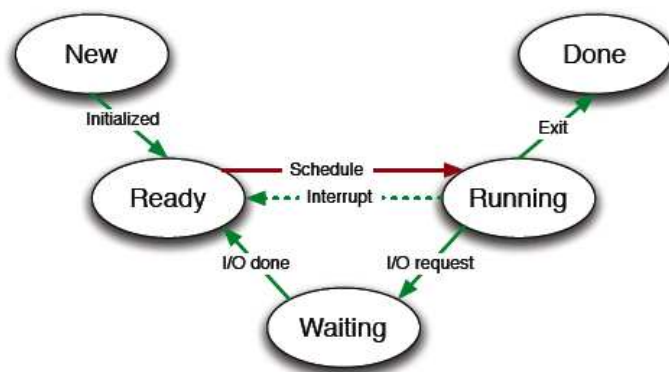 New
Done
Initialized
Exit
Schedule
Ready
Interrupt
Running
I/O done
I/O request
Waiting